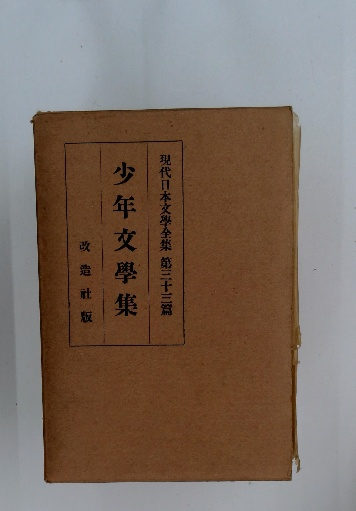 現代日本文學全集 第三十三篇
少年文學集
改造社版